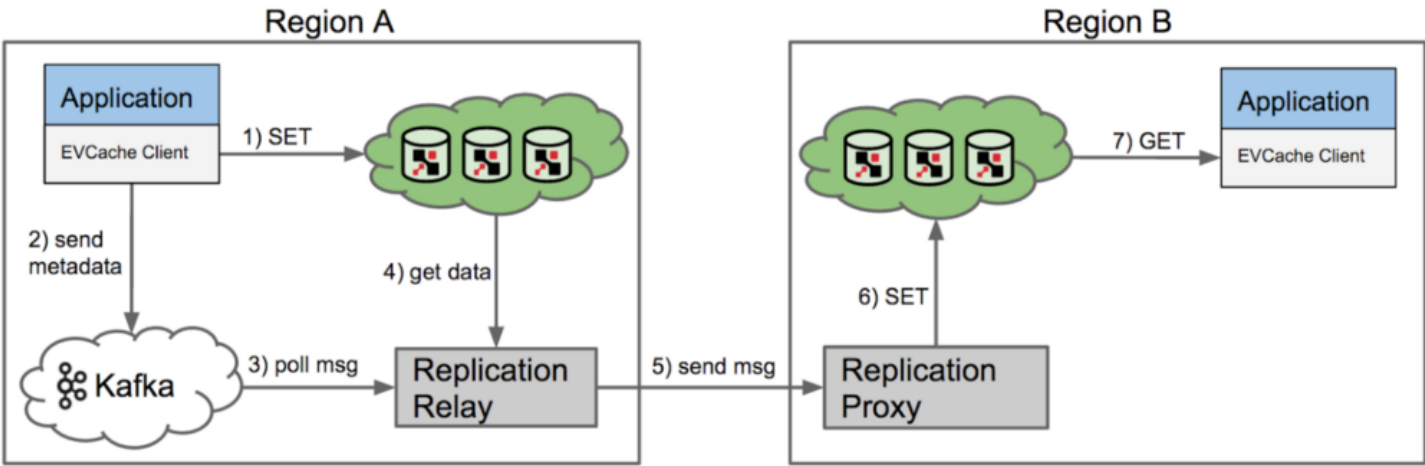 Region A
Region B
Application
EVCache Client
1) SET
2) send
metadata
Kafka
3) poll msg
4) get data
Replication
Relay
5) send msg
Replication
Proxy
6) SET
7) GET
Application
EVCache Client